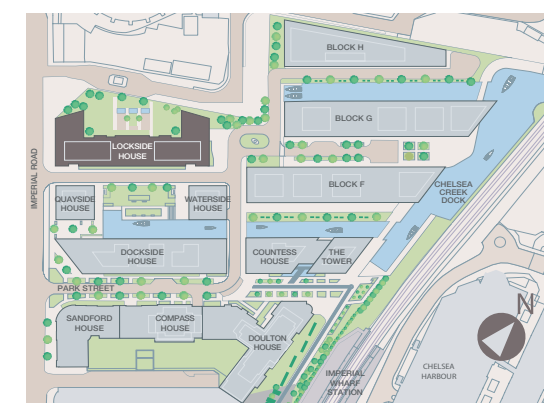 BLOCK H
BLOCK G
LOCKSIDE
HOUSE
IMPERIAL ROAD
BLOCK F
CHELSEA
CREEK
DOCK
QUAYSIDE
HOUSE
WATERSIDE
HOUSE
DOCKSIDE
HOUSE
COUNTESS
HOUSE
THE
TOWER
PARK STREET
SANDFORD
HOUSE
COMPASS
HOUSE
DOULTON
HOUSE
N
IMPERIAL
WHARF
STATION
CHELSEA
HARBOUR